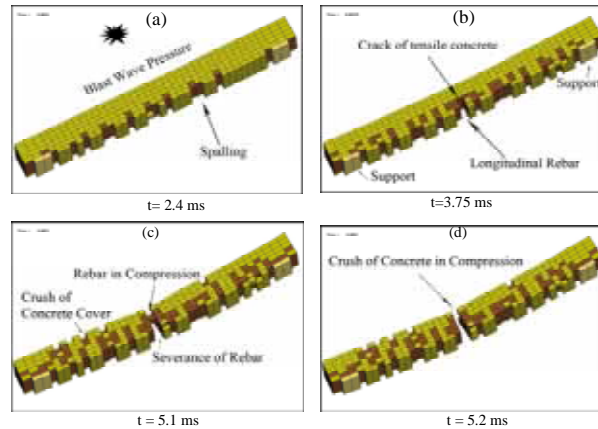 (a)
Blast Wave Pressure
Spalling
t= 2.4 ms
(b)
Crack of tensile concrete
Support
Longitudinal Rebar
Support
t=3.75 ms
(c)
Rebar in Compression
Crush of
Concrete Cover
Severance of Rebar
t = 5.1 ms
(d)
Crush of Concrete in Compression
t = 5.2 ms